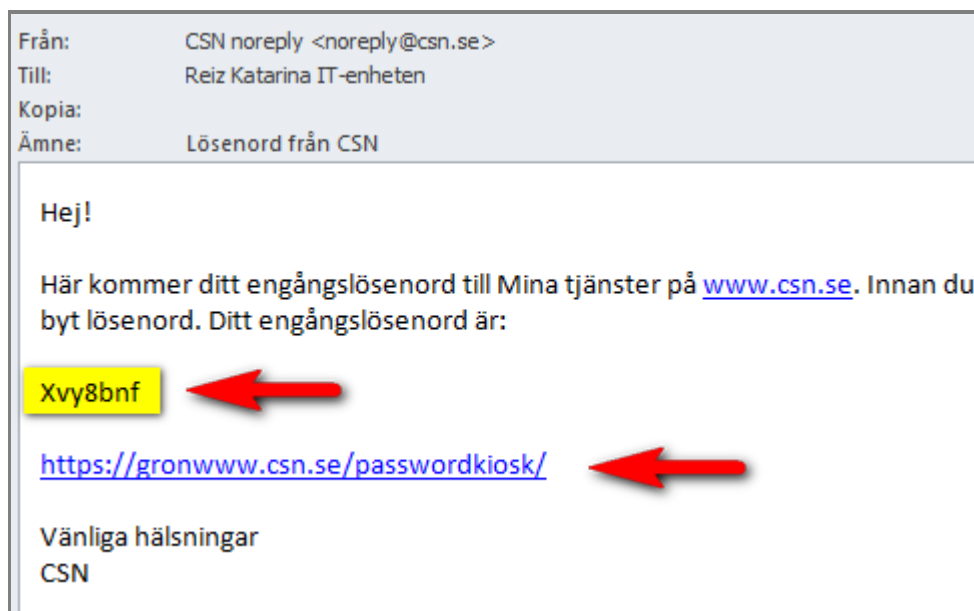 Från: CSN noreply <noreply@csn.se>
Till: Reiz Katarina IT-enheten
Kopia:
Ämne: Lösenord från CSN
Hej!
Här kommer ditt engångslösenord till Mina tjänster på www.csn.se. Innan du
byt lösenord. Ditt engångslösenord är:
Xvy8bnf
https://gronwww.csn.se/passwordkiosk/
Vänliga hälsningar
CSN